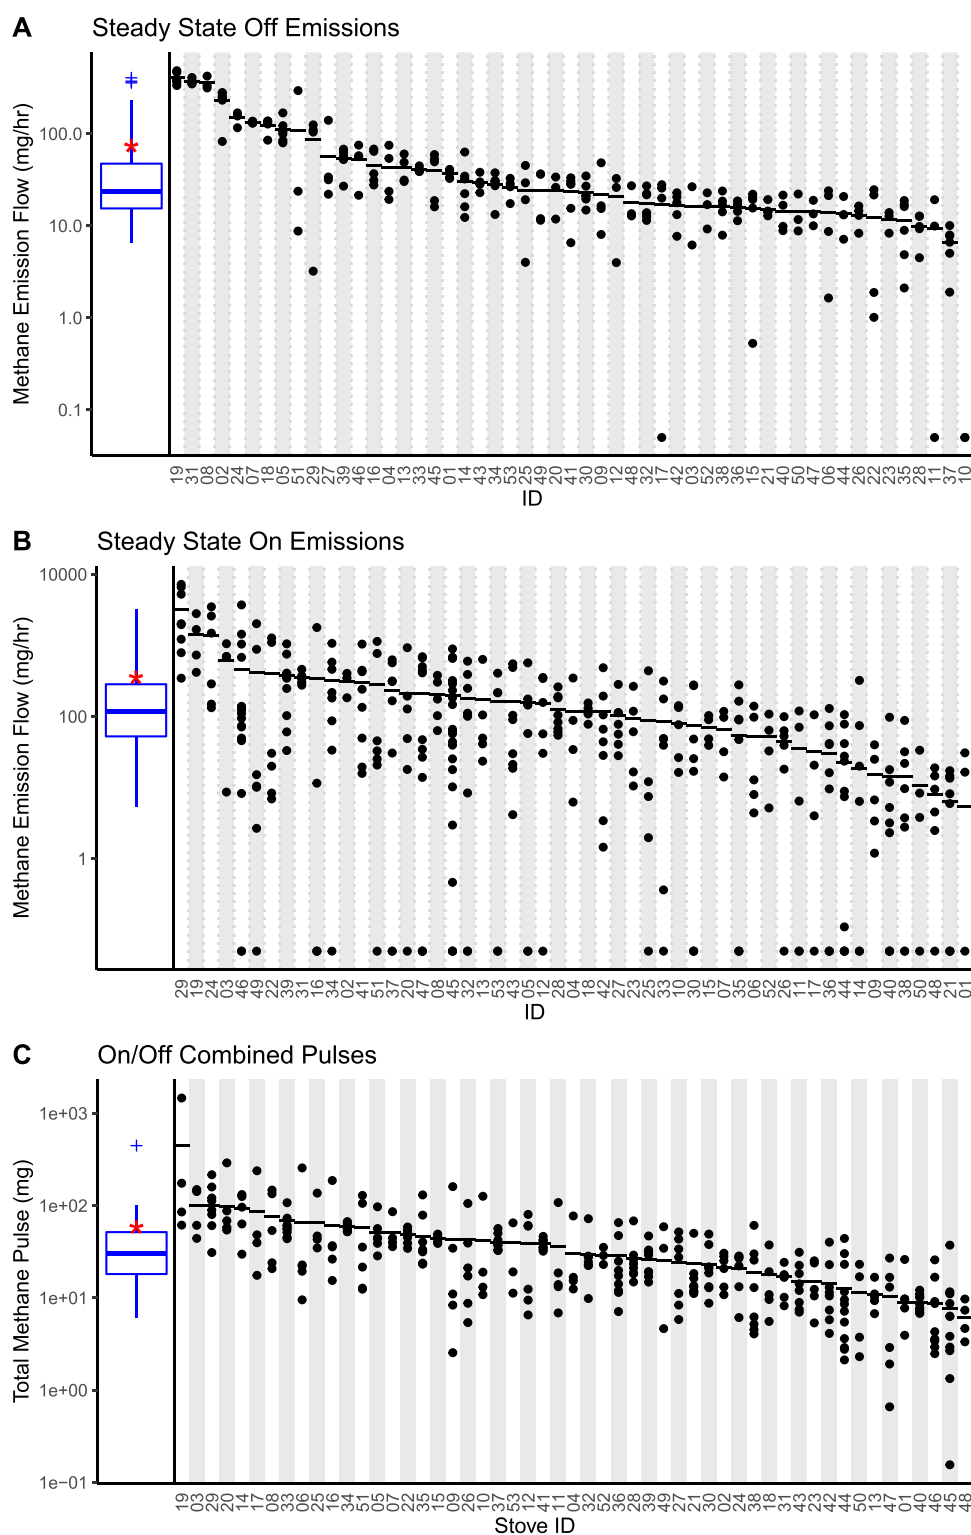 A Steady State Off Emissions
Methane Emission Flow (mg/hr)
100.0
10.0
1.0
0.1
19 31 08 02 24 07 18 05 51 29 27 39 46 16 04 13 33 45 01 14 43 34 53 25 49 20 41 30 09 12 48 32 17 42 03 52 38 36 15 21 40 50 47 06 44 26 22 23 35 28 11 37 10
ID
B Steady State On Emissions
Methane Emission Flow (mg/hr)
10000
100
1
29 19 24 03 46 49 22 39 31 16 34 02 41 51 37 20 47 08 45 32 13 53 43 05 12 28 04 18 42 27 23 25 33 10 30 15 07 35 06 52 26 11 17 36 44 14 09 40 38 50 48 21 01
ID
C On/Off Combined Pulses
Total Methane Pulse (mg)
1e+03
1e+02
1e+01
1e+00
1e−01
19 03 09 20 14 17 08 33 06 25 16 34 51 05 07 02 35 15 09 26 10 37 53 12 41 11 04 32 52 36 28 39 49 27 21 30 02 24 38 18 31 43 23 42 44 50 13 47 01 40 46 45 48
Stove ID